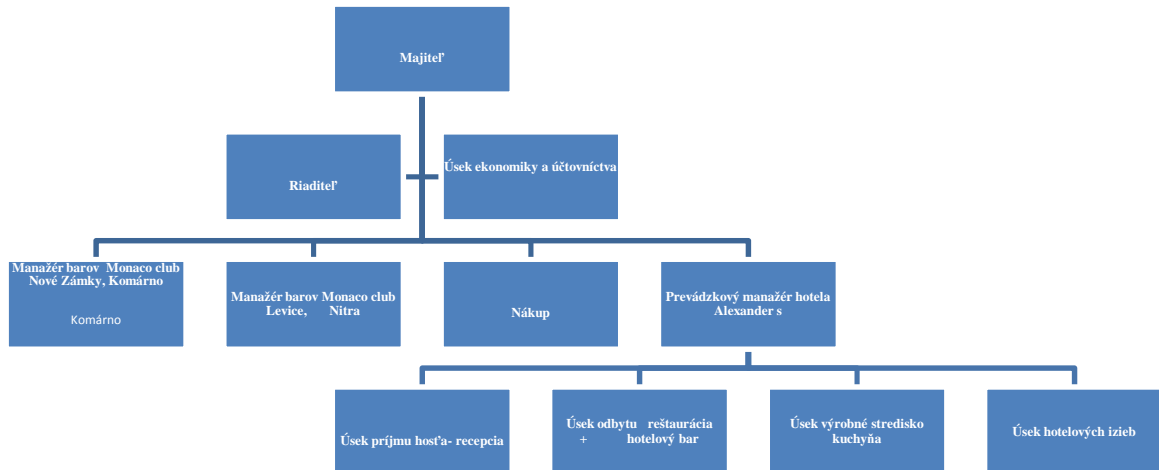 Majiteľ
Riaditeľ
Úsek ekonomiky a účtovníctva
Manažér barov Monaco club
Nové Zámky, Komárno
Komárno
Manažér barov Monaco club
Levice, Nitra
Nákup
Prevádzkový manažér hotela
Alexander s
Úsek príjmu hosťa- recepcia
Úsek odbytu reštaurácia
+ hotelový bar
Úsek výrobné stredisko
kuchyňa
Úsek hotelových izieb